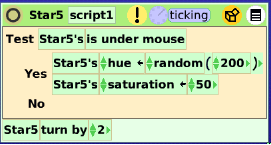 Star5 script1 ! ticking
Test Star5's is under mouse
Yes Star5's hue ← random (200)
Star5's saturation ← 50
No
Star5 turn by 2